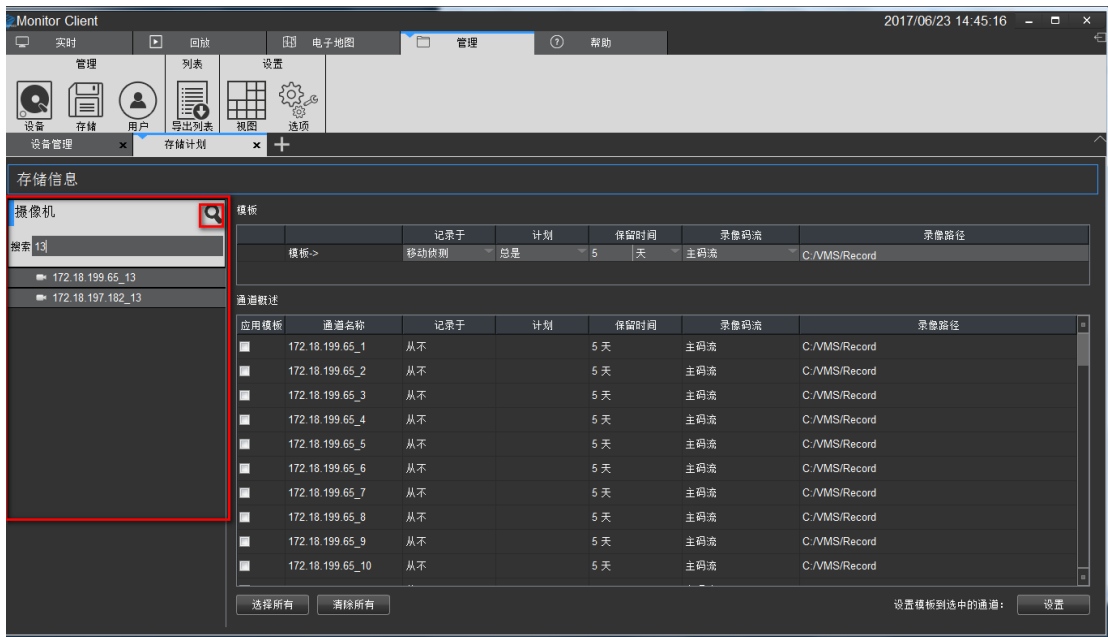 Monitor Client 2017/06/23 14:45:16
实时 回放 电子地图 管理 帮助
管理 列表 设置
设备 存储 用户 导出列表 视图 选项
设备管理 × 存储计划 × +
存储信息
摄像机
搜索 13
172.18.199.65_13
172.18.197.182_13
模板
记录于 计划 保留时间 录像码流 录像路径
模板-> 移动侦测 总是 5 天 主码流 C:/VMS/Record
通道概述
应用模板 通道名称 记录于 计划 保留时间 录像码流 录像路径
172.18.199.65_1 从不 5 天 主码流 C:/VMS/Record
172.18.199.65_2 从不 5 天 主码流 C:/VMS/Record
172.18.199.65_3 从不 5 天 主码流 C:/VMS/Record
172.18.199.65_4 从不 5 天 主码流 C:/VMS/Record
172.18.199.65_5 从不 5 天 主码流 C:/VMS/Record
172.18.199.65_6 从不 5 天 主码流 C:/VMS/Record
172.18.199.65_7 从不 5 天 主码流 C:/VMS/Record
172.18.199.65_8 从不 5 天 主码流 C:/VMS/Record
172.18.199.65_9 从不 5 天 主码流 C:/VMS/Record
172.18.199.65_10 从不 5 天 主码流 C:/VMS/Record
选择所有 清除所有 设置模板到选中的通道: 设置